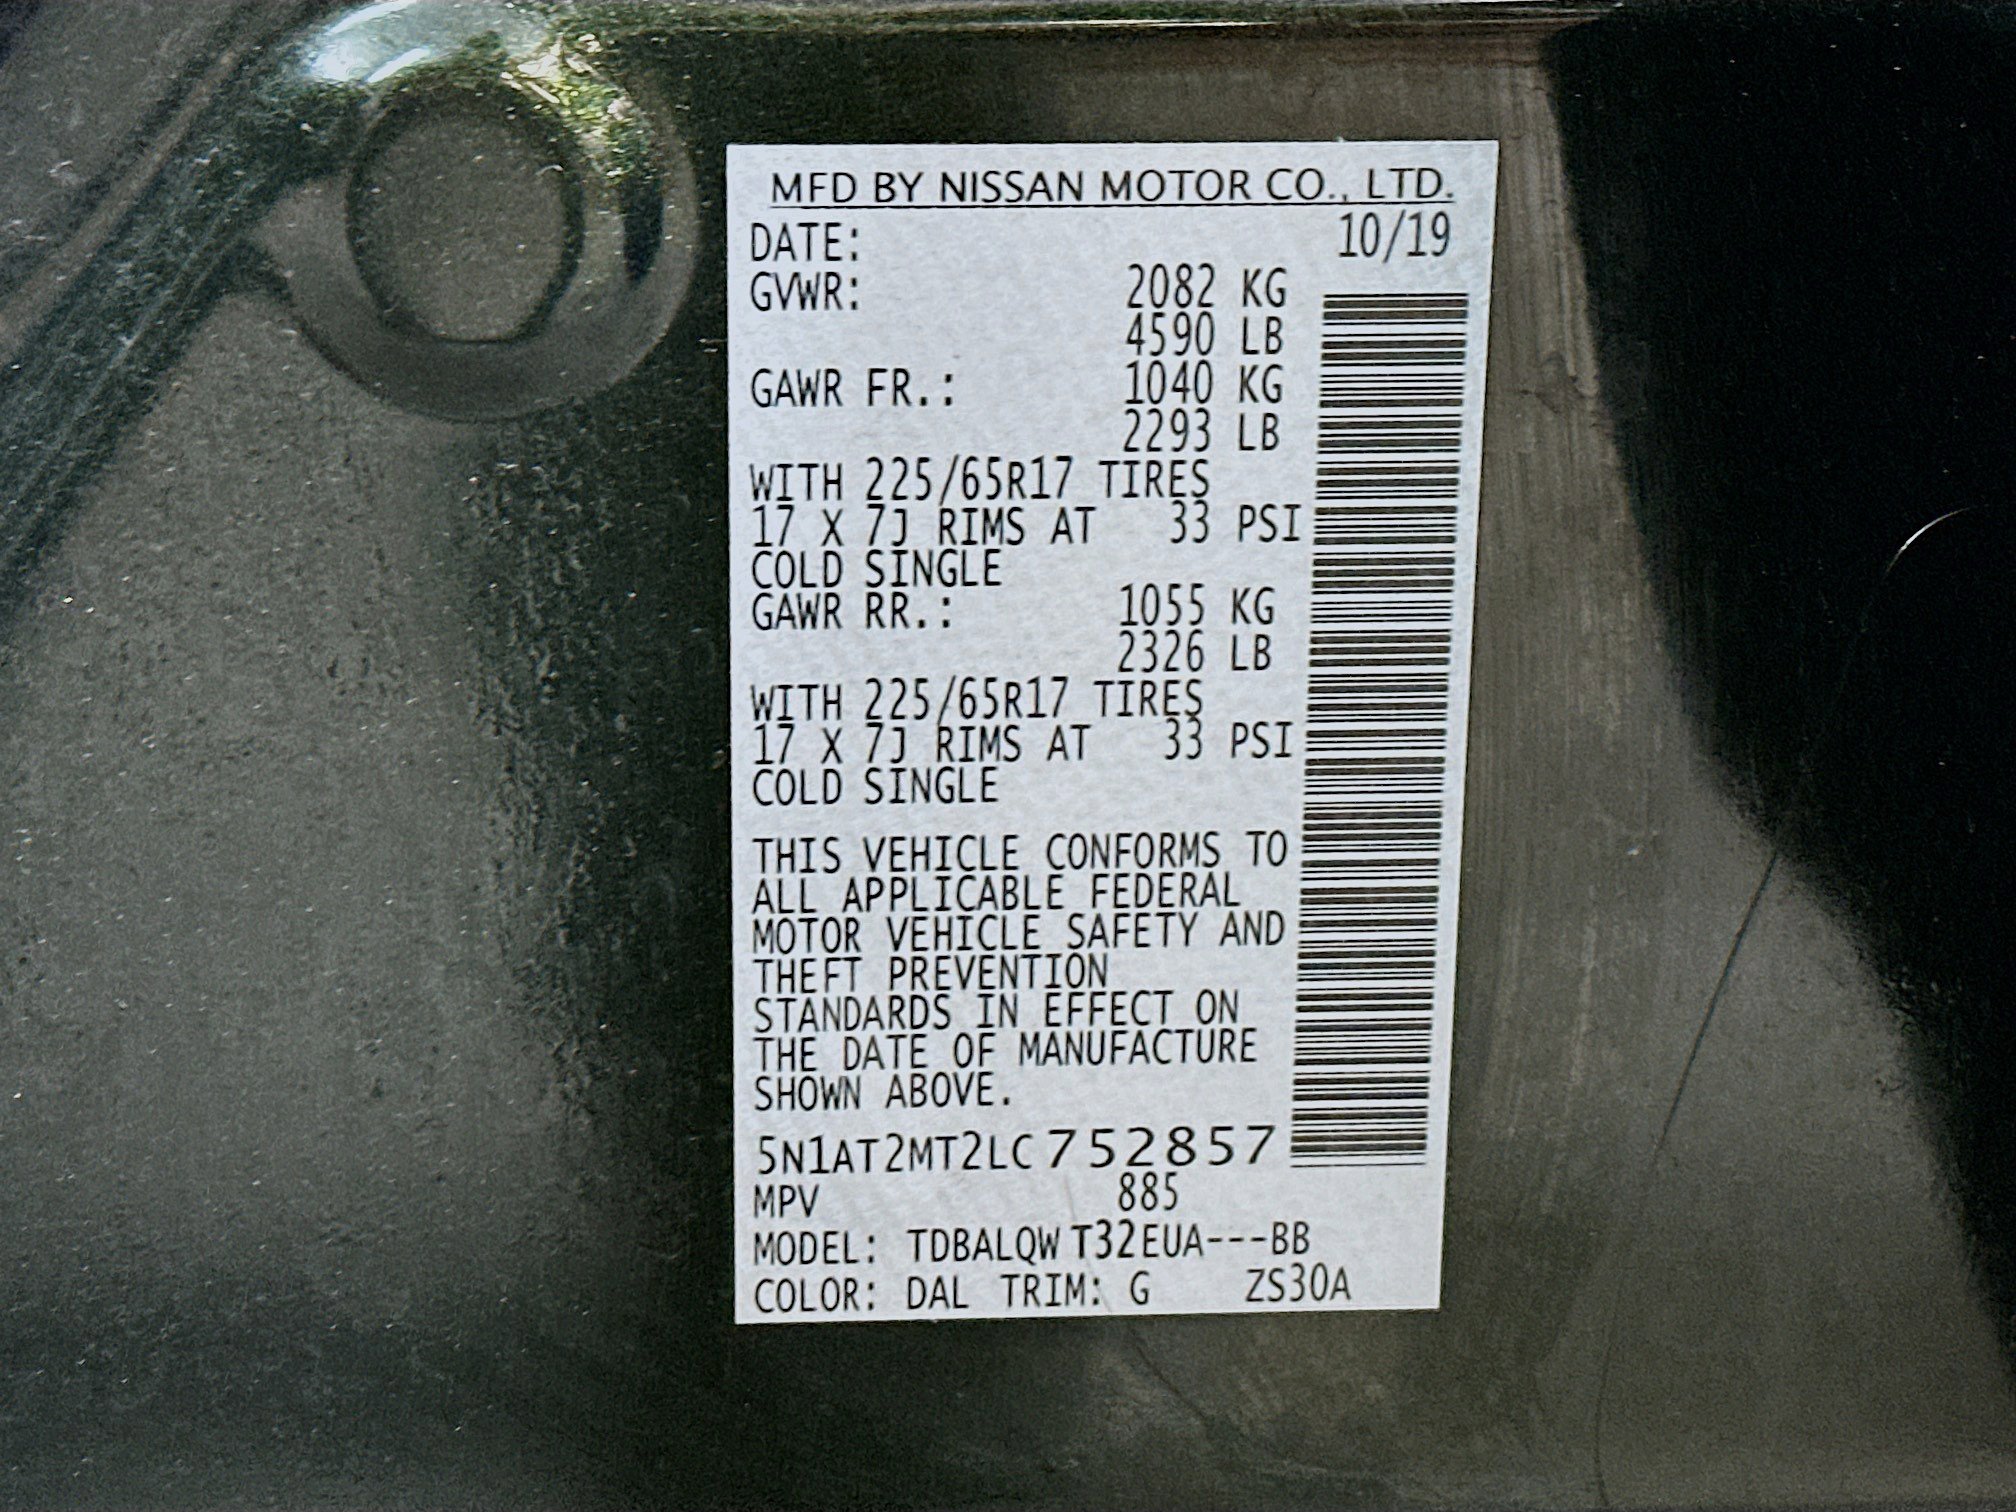 MFD BY NISSAN MOTOR CO., LTD.
DATE: 10/19
GVWR: 2082 KG
4590 LB
GAWR FR.: 1040 KG
2293 LB
WITH 225/65R17 TIRES
17 X 7J RIMS AT 33 PSI
COLD SINGLE
GAWR RR.: 1055 KG
2326 LB
WITH 225/65R17 TIRES
17 X 7J RIMS AT 33 PSI
COLD SINGLE
THIS VEHICLE CONFORMS TO
ALL APPLICABLE FEDERAL
MOTOR VEHICLE SAFETY AND
THEFT PREVENTION
STANDARDS IN EFFECT ON
THE DATE OF MANUFACTURE
SHOWN ABOVE.
5N1AT2MT2LC752857
MPV 885
MODEL: TDBALQW T32EUA---BB
COLOR: DAL TRIM: G ZS30A